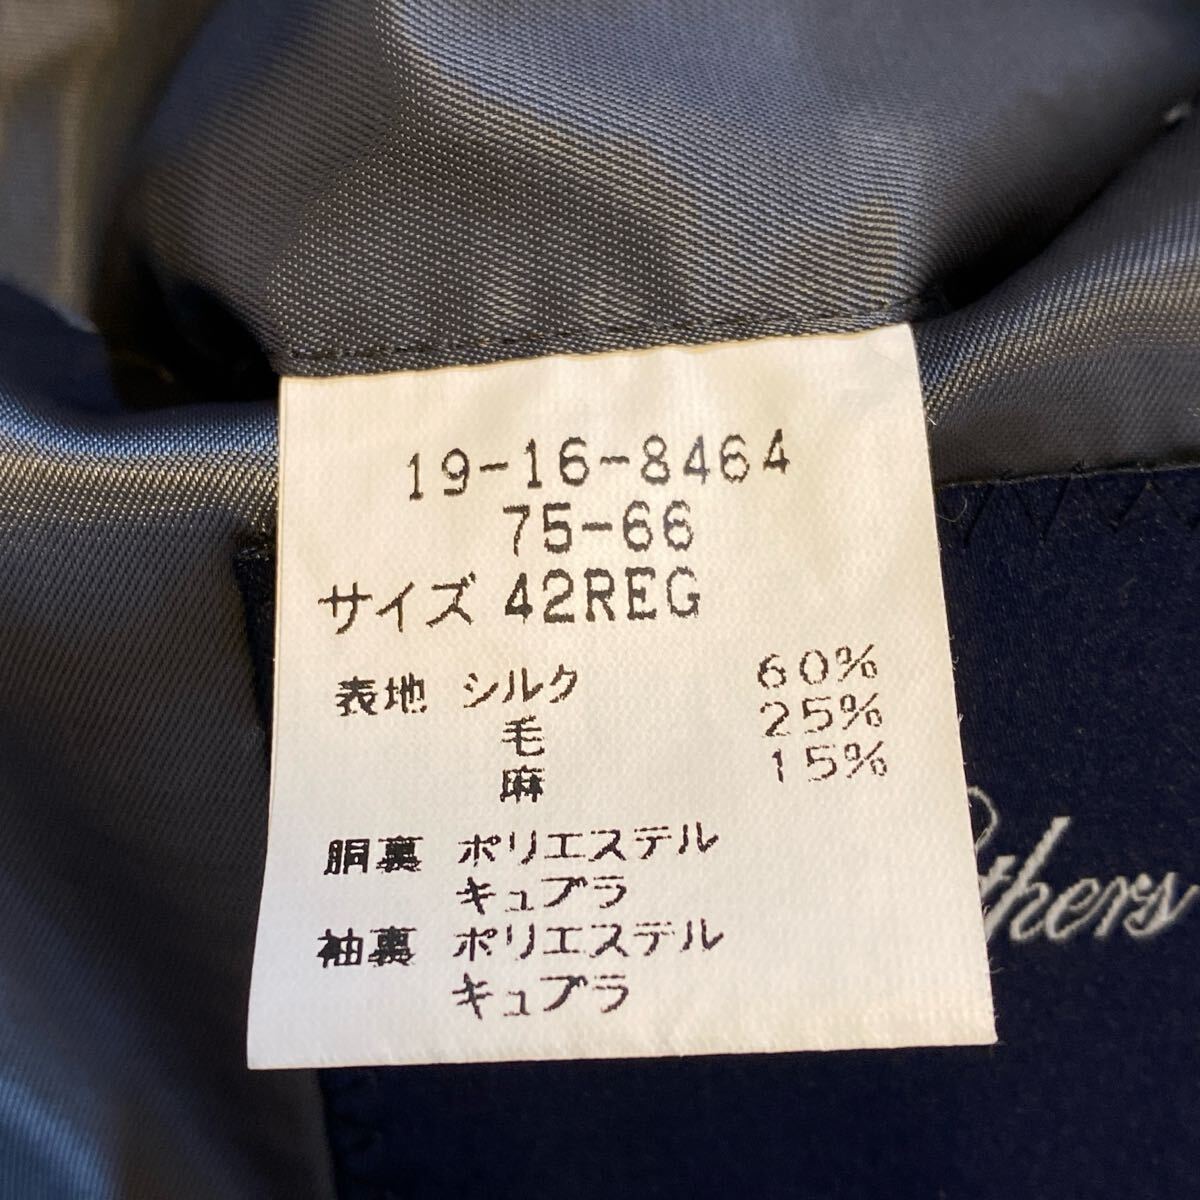 19-16-8464
75-66
サイズ 42REG
表地 シルク 60%
毛 25%
麻 15%
胴裏 ポリエステル
キュプラ
袖裏 ポリエステル
キュプラ